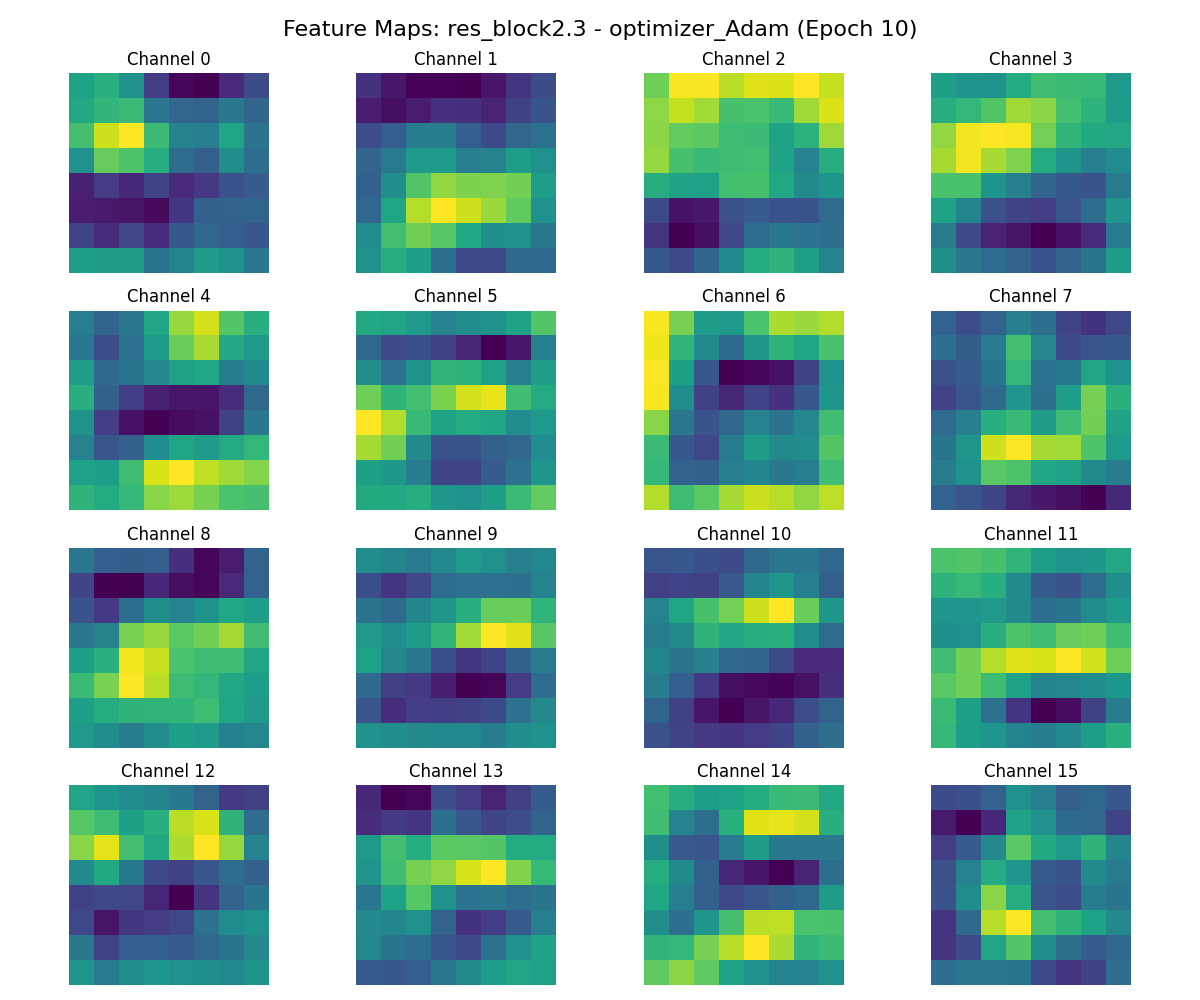 Feature Maps: res_block2.3 - optimizer_Adam (Epoch 10)
Channel 0
Channel 1
Channel 2
Channel 3
Channel 4
Channel 5
Channel 6
Channel 7
Channel 8
Channel 9
Channel 10
Channel 11
Channel 12
Channel 13
Channel 14
Channel 15